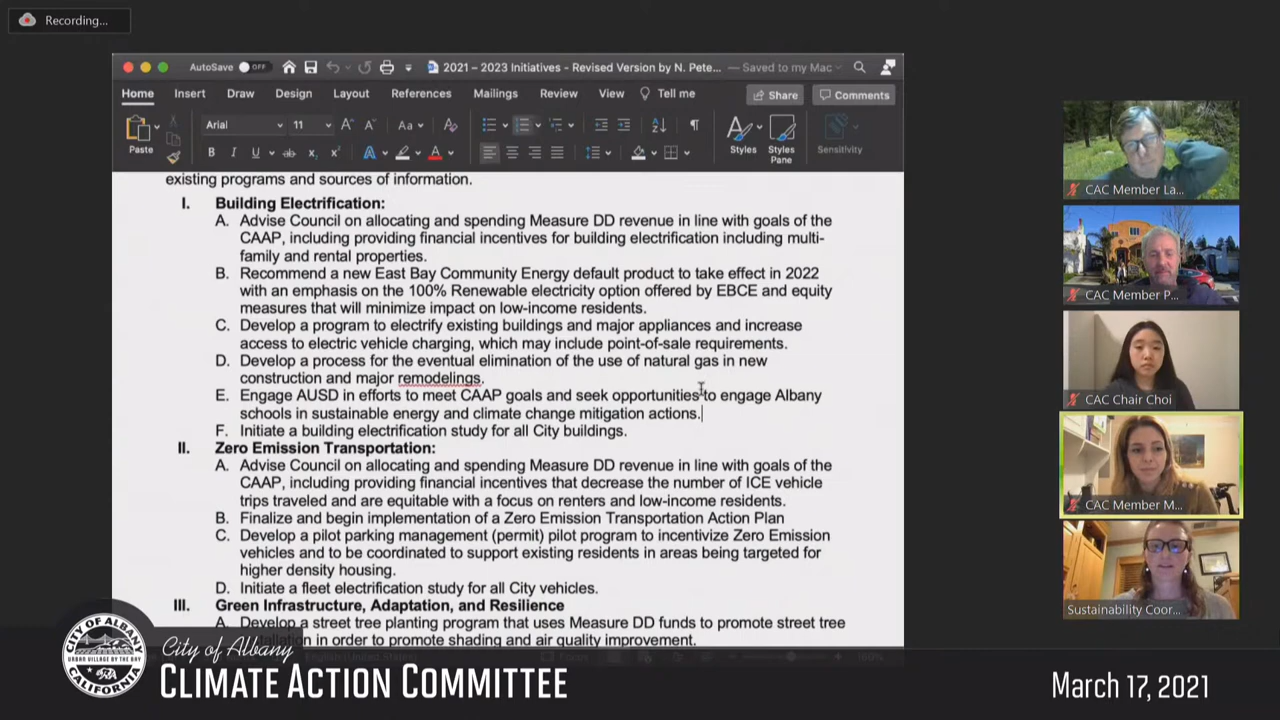 Recording...
AutoSave OFF 2021 – 2023 Initiatives - Revised Version by N. Pete... — Saved to my Mac
Home Insert Draw Design Layout References Mailings Review View Tell me Share Comments
Paste Arial 11 Aa Styles Styles Pane Sensitivity
existing programs and sources of information.
I. Building Electrification:
A. Advise Council on allocating and spending Measure DD revenue in line with goals of the
CAAP, including providing financial incentives for building electrification including multi-
family and rental properties.
B. Recommend a new East Bay Community Energy default product to take effect in 2022
with an emphasis on the 100% Renewable electricity option offered by EBCE and equity
measures that will minimize impact on low-income residents.
C. Develop a program to electrify existing buildings and major appliances and increase
access to electric vehicle charging, which may include point-of-sale requirements.
D. Develop a process for the eventual elimination of the use of natural gas in new
construction and major remodelings.
E. Engage AUSD in efforts to meet CAAP goals and seek opportunities to engage Albany
schools in sustainable energy and climate change mitigation actions.
F. Initiate a building electrification study for all City buildings.
II. Zero Emission Transportation:
A. Advise Council on allocating and spending Measure DD revenue in line with goals of the
CAAP, including providing financial incentives that decrease the number of ICE vehicle
trips traveled and are equitable with a focus on renters and low-income residents.
B. Finalize and begin implementation of a Zero Emission Transportation Action Plan
C. Develop a pilot parking management (permit) pilot program to incentivize Zero Emission
vehicles and to be coordinated to support existing residents in areas being targeted for
higher density housing.
D. Initiate a fleet electrification study for all City vehicles.
III. Green Infrastructure, Adaptation, and Resilience
A. Develop a street tree planting program that uses Measure DD funds to promote street tree
in order to promote shading and air quality improvement.
CAC Member La...
CAC Member P...
CAC Chair Choi
CAC Member M...
Sustainability Coor...
CITY OF ALBANY
URBAN VILLAGE BY THE BAY
CALIFORNIA
City of Albany
CLIMATE ACTION COMMITTEE
March 17, 2021